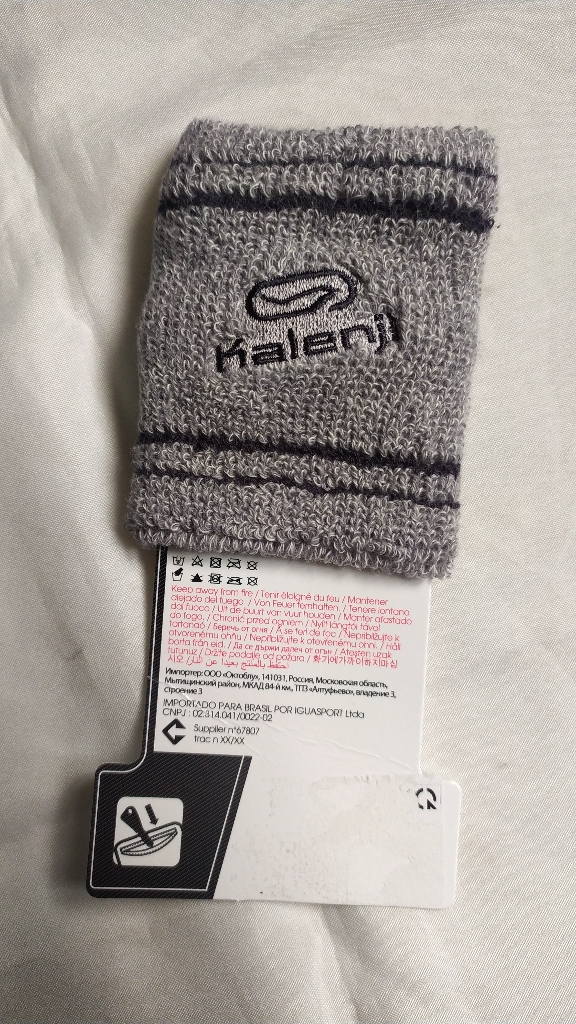 Kalenji
Keep away from fire / Tenir éloigné du feu / Mantener
alejado del fuego / Von Feuer fernhalten. / Tenere lontano
dal fuoco / Uit de buurt van vuur houden / Manter afastado
do fogo. / Chronić przed ogniem / Nyílt lángtól távol
tartandó / Беречь от огня / A se feri de foc / Nepribližujte k
otvorenému ohňu / Nepřibližujte k otevřenému ohni. / Håll
borta från eld. / Да се държи далеч от огън / Ateşten uzak
tutunuz / Držite podalje od požara / 화기에가까이하지마십
시오 / احفظ بالمنتج بعيدا عن النار
Импортер: ООО «Октоблу», 141031, Россия, Московская область,
Мытищинский район, МКАД 84-й км, ТПЗ «Алтуфьево», владение 3,
строение 3
IMPORTADO PARA BRASIL POR IGUASPORT Ltda
CNPJ : 02.314.041/0022-02
Supplier n°67807
trac n XX/XX